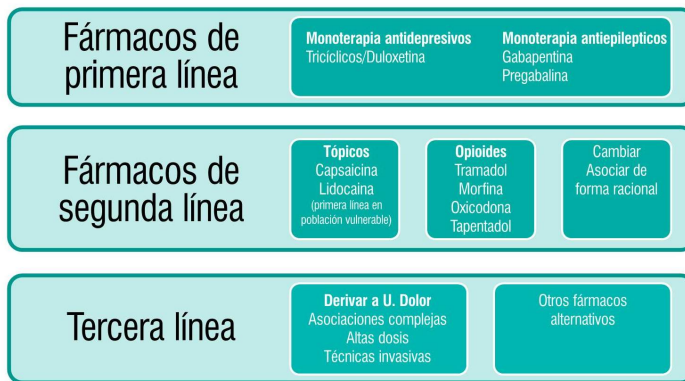 Fármacos de
primera línea
Monoterapia antidepresivos
Tricíclicos/Duloxetina
Monoterapia antiepilepticos
Gabapentina
Pregabalina
Fármacos de
segunda línea
Tópicos
Capsaicina
Lidocaina
(primera línea en
población vulnerable)
Opioides
Tramadol
Morfina
Oxicodona
Tapentadol
Cambiar
Asociar de
forma racional
Tercera línea
Derivar a U. Dolor
Asociaciones complejas
Altas dosis
Técnicas invasivas
Otros fármacos
alternativos